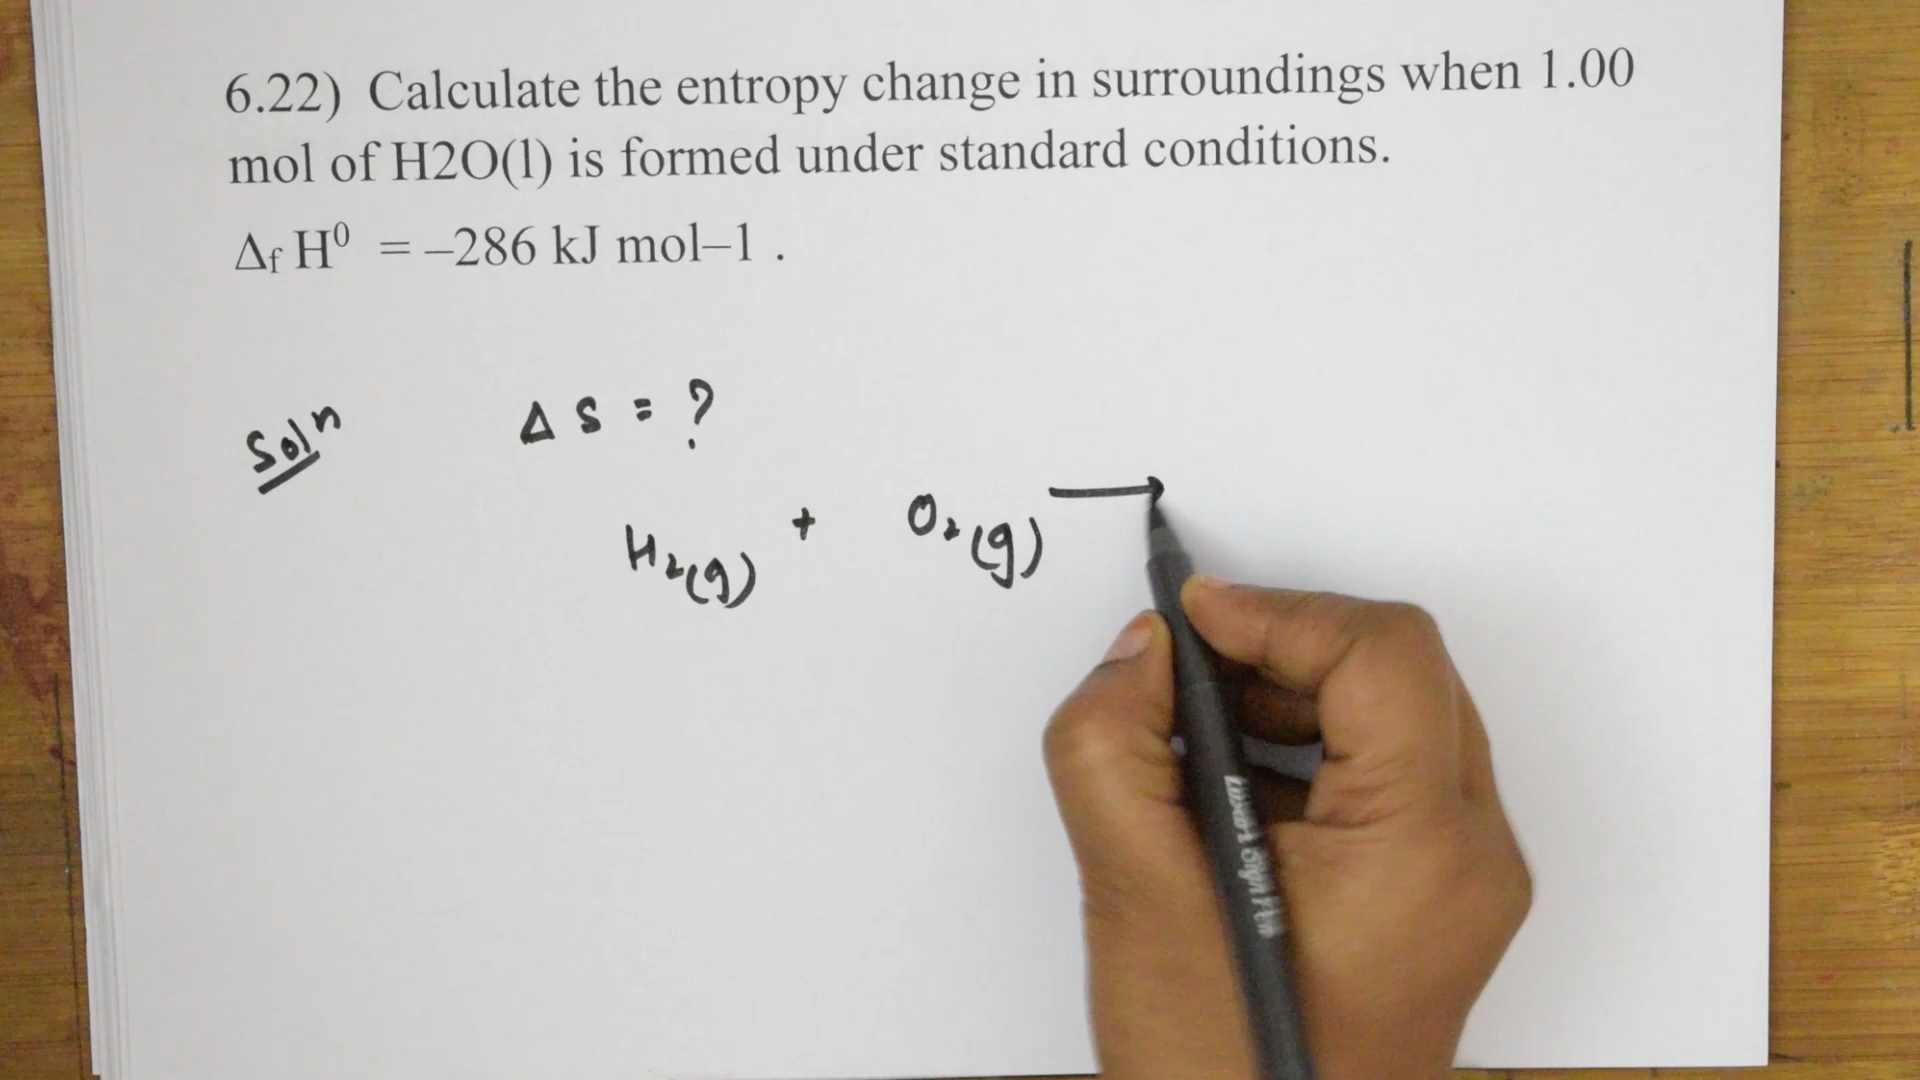 6.22) Calculate the entropy change in surroundings when 1.00
mol of H2O(l) is formed under standard conditions.
Δf H⁰ = –286 kJ mol–1 .
Solⁿ ΔS = ?
H₂(g) + O₂(g) →